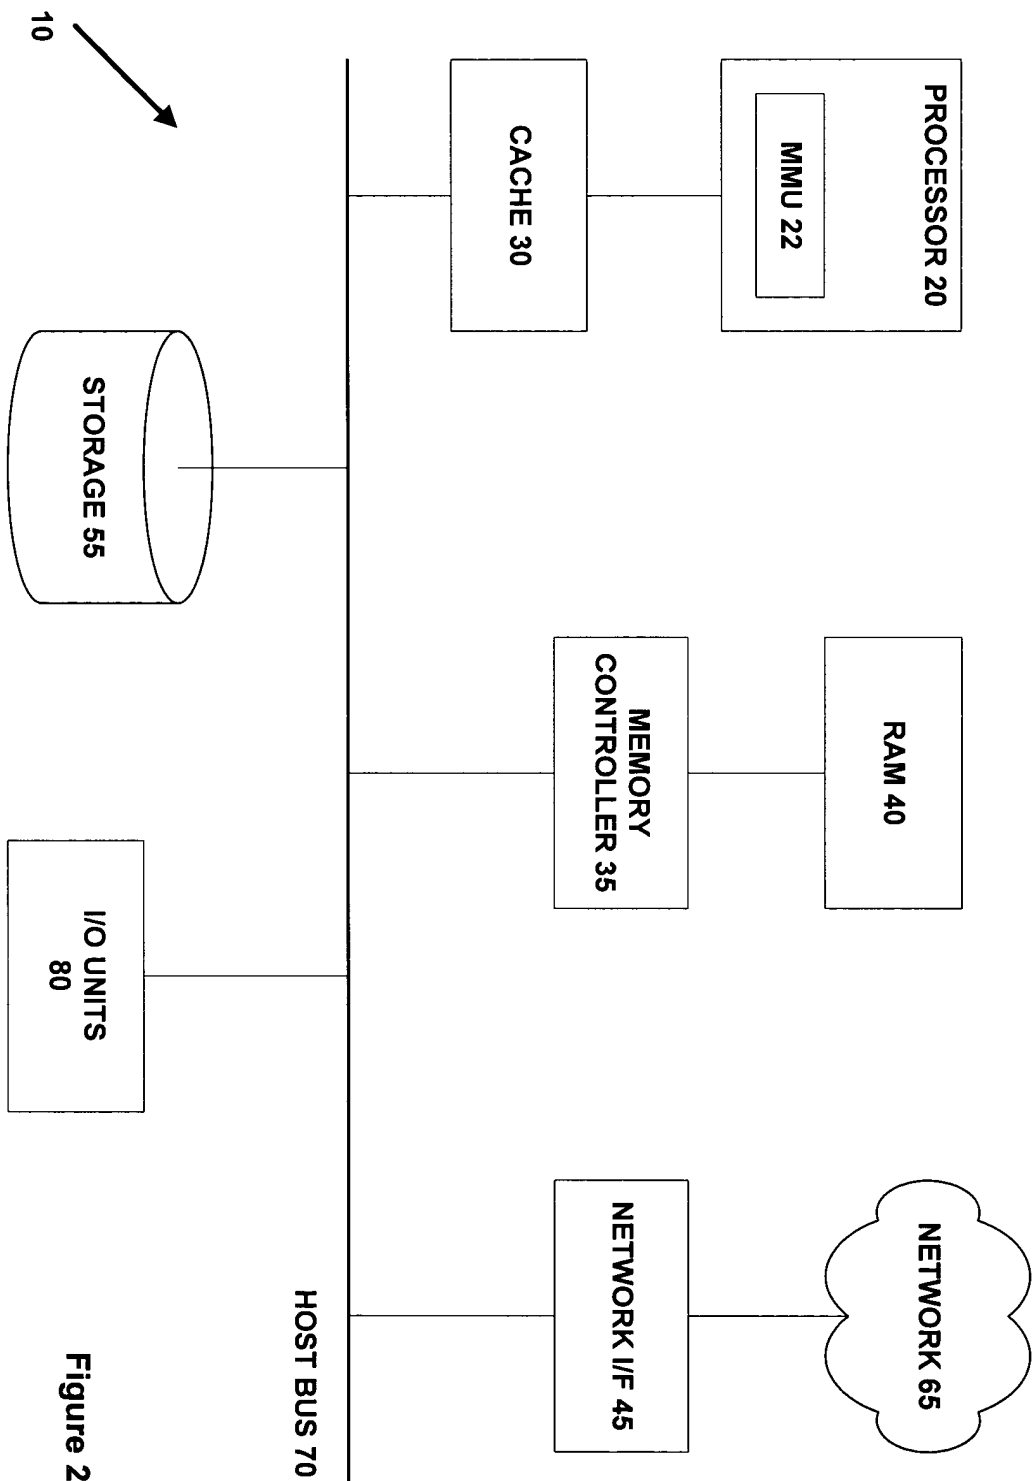 PROCESSOR 20
MMU 22
RAM 40
NETWORK 65
CACHE 30
MEMORY
CONTROLLER 35
NETWORK I/F 45
HOST BUS 70
10
STORAGE 55
I/O UNITS
80
Figure 2